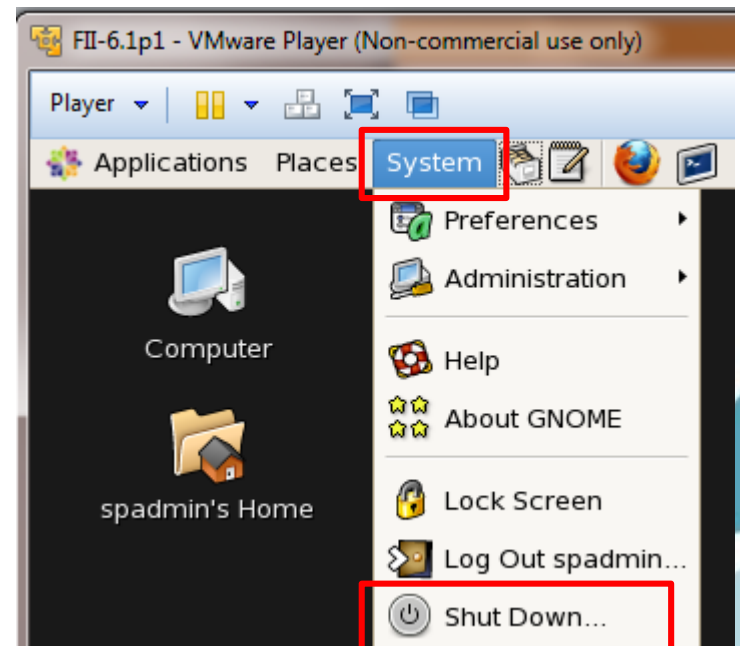 FII-6.1p1 - VMware Player (Non-commercial use only)
Player
Applications Places System
Preferences
Administration
Computer
Help
About GNOME
spadmin's Home
Lock Screen
Log Out spadmin...
Shut Down...